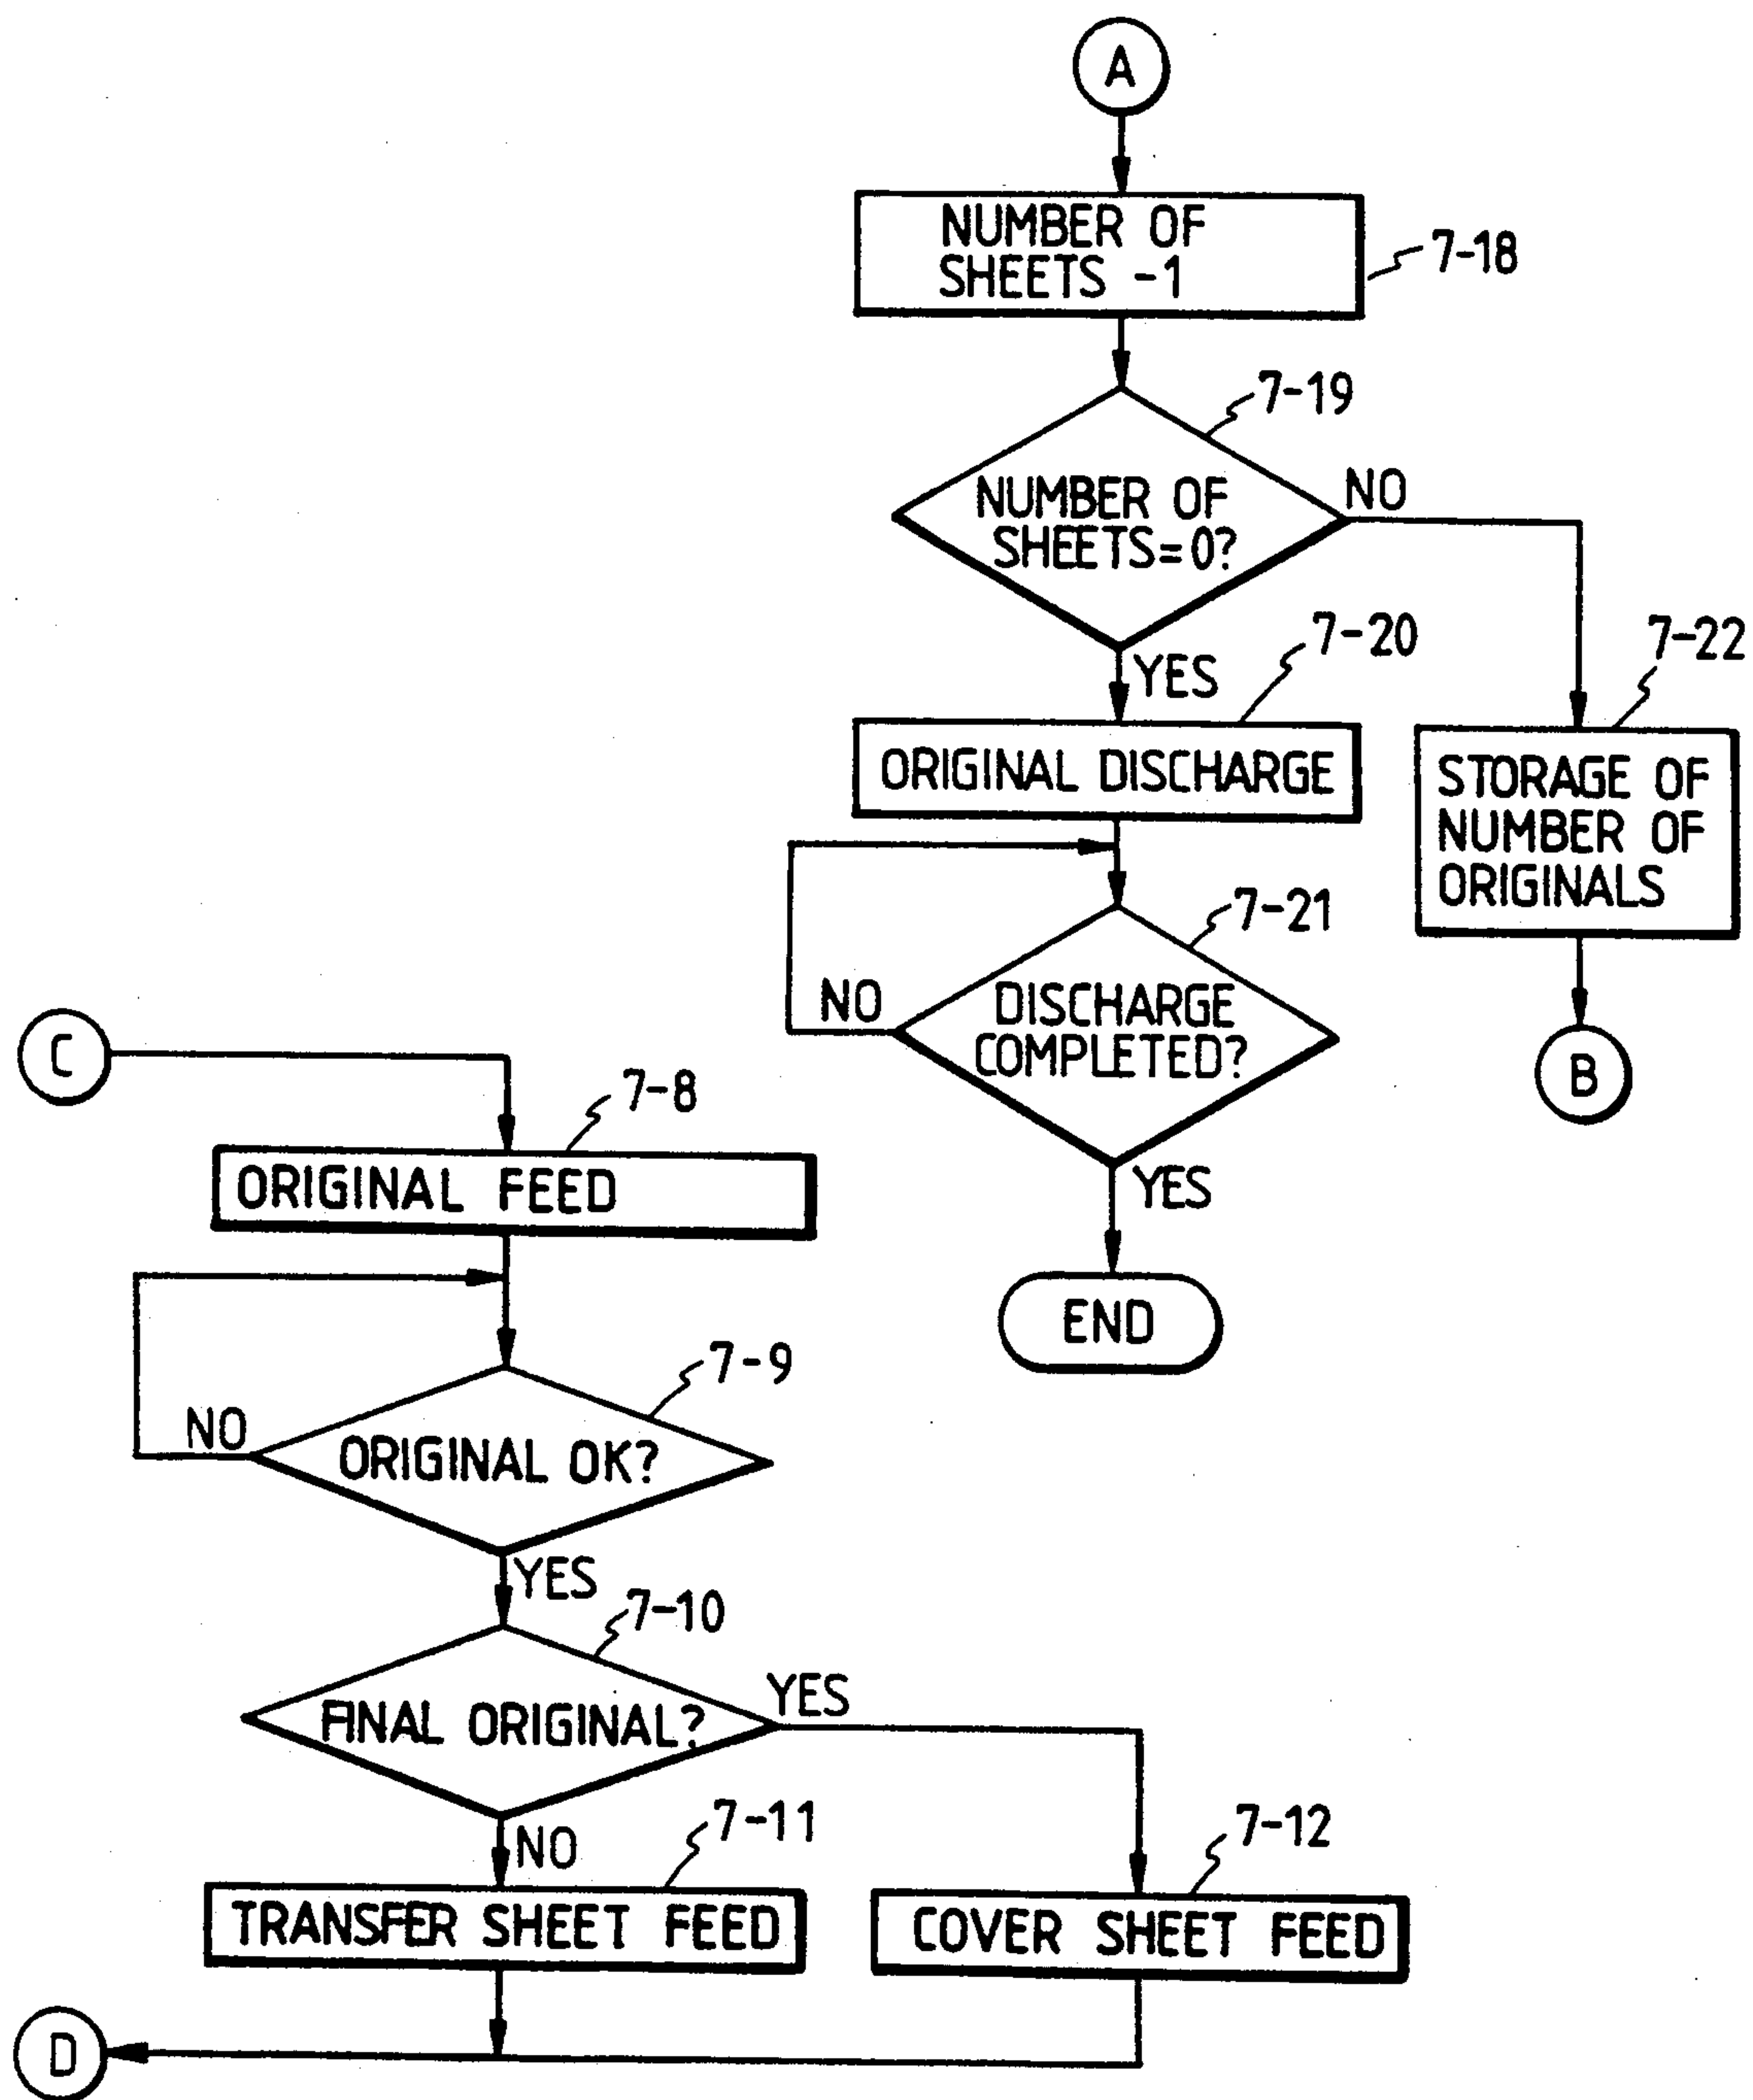 A
NUMBER OF
SHEETS -1
7-18
7-19
NUMBER OF
SHEETS=0?
NO
YES
7-20
ORIGINAL DISCHARGE
7-22
STORAGE OF
NUMBER OF
ORIGINALS
B
7-21
DISCHARGE
COMPLETED?
NO
YES
END
C
7-8
ORIGINAL FEED
7-9
ORIGINAL OK?
NO
YES
7-10
FINAL ORIGINAL?
YES
NO
7-11
TRANSFER SHEET FEED
7-12
COVER SHEET FEED
D